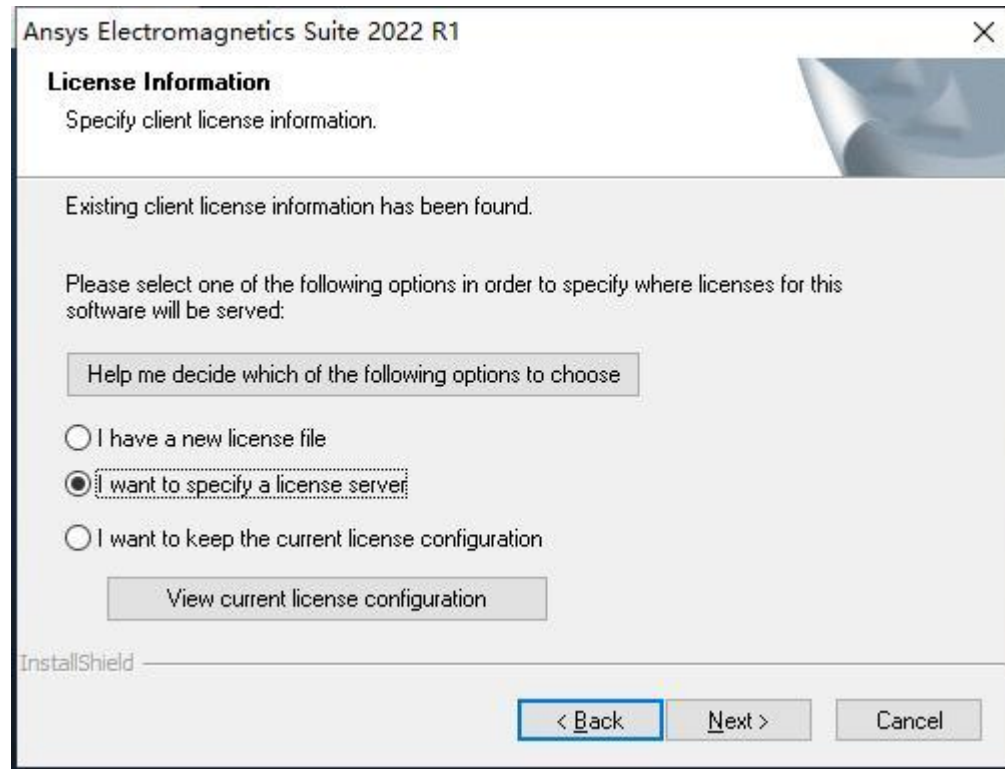 Ansys Electromagnetics Suite 2022 R1
License Information
Specify client license information.
Existing client license information has been found.
Please select one of the following options in order to specify where licenses for this
software will be served:
Help me decide which of the following options to choose
I have a new license file
I want to specify a license server
I want to keep the current license configuration
View current license configuration
InstallShield
< Back Next > Cancel